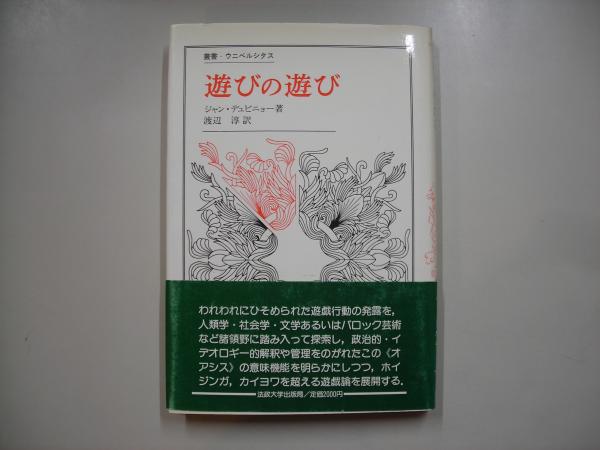 叢書・ウニベルシタス
遊びの遊び
ジャン・デュビニョー著
渡辺 淳訳
われわれにひそめられた遊戯行動の発露を,
人類学・社会学・文学あるいはバロック芸術
など諸領野に踏み入って探索し, 政治的・イ
デオロギー的解釈や管理をのがれたこの《オ
アシス》の意味機能を明らかにしつつ, ホイ
ジンガ, カイヨワを超える遊戯論を展開する.
法政大学出版局/定価2000円